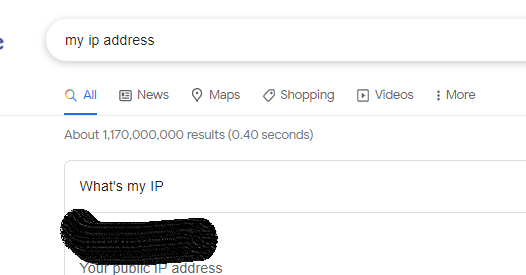 my ip address
All News Maps Shopping Videos More
About 1,170,000,000 results (0.40 seconds)
What's my IP
Your public IP address